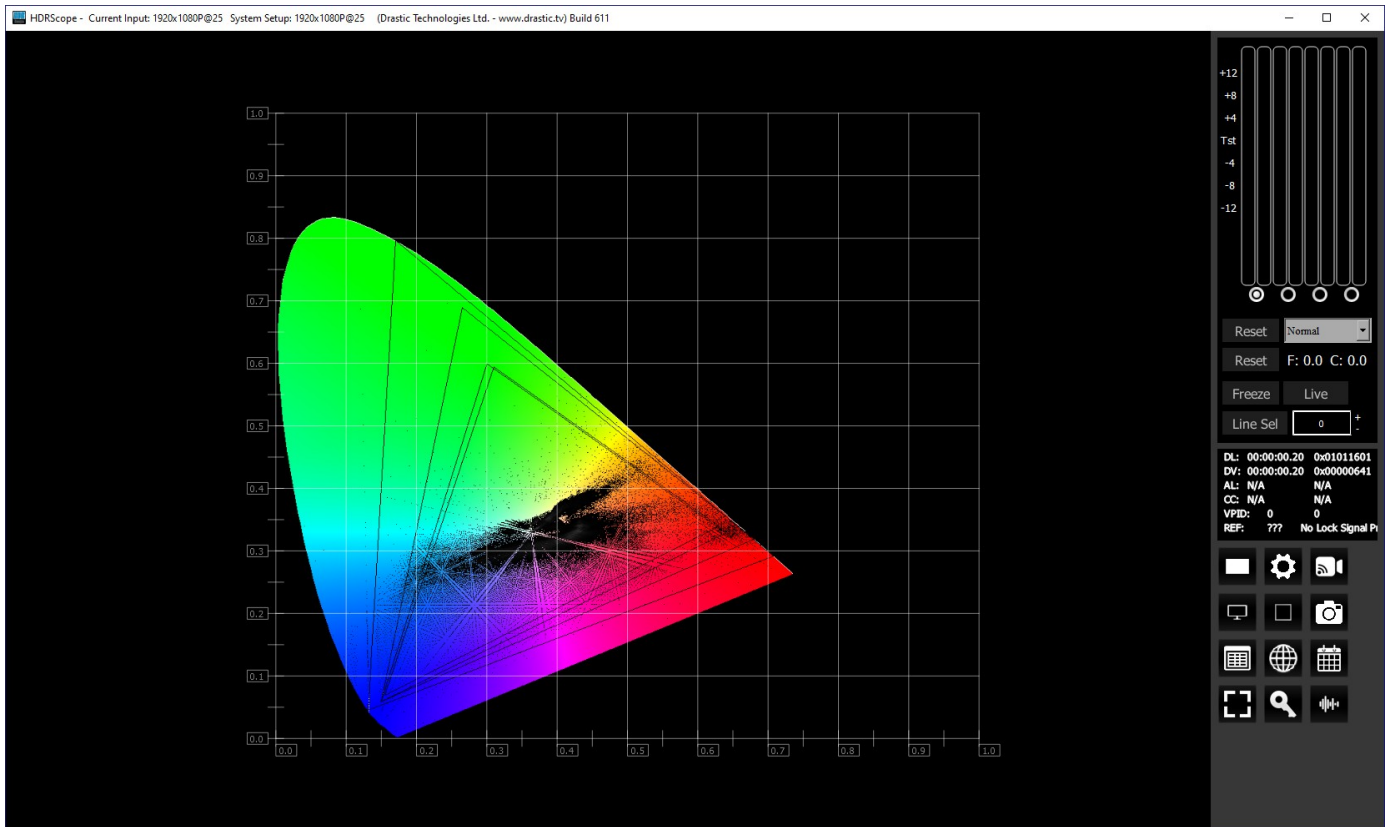 HDRScope - Current Input: 1920x1080P@25 System Setup: 1920x1080P@25 (Drastic Technologies Ltd. - www.drastic.tv) Build 611
+12
+8
+4
Tst
-4
-8
-12
1.0
0.9
0.8
0.7
0.6
0.5
0.4
0.3
0.2
0.1
0.0
0.0 0.1 0.2 0.3 0.4 0.5 0.6 0.7 0.8 0.9 1.0
Reset Normal
Reset F: 0.0 C: 0.0
Freeze Live
Line Sel 0 + -
DL: 00:00:00.20 0x01011601
DV: 00:00:00.20 0x00000641
AL: N/A N/A
CC: N/A N/A
VPID: 0 0
REF: ??? No Lock Signal Pr